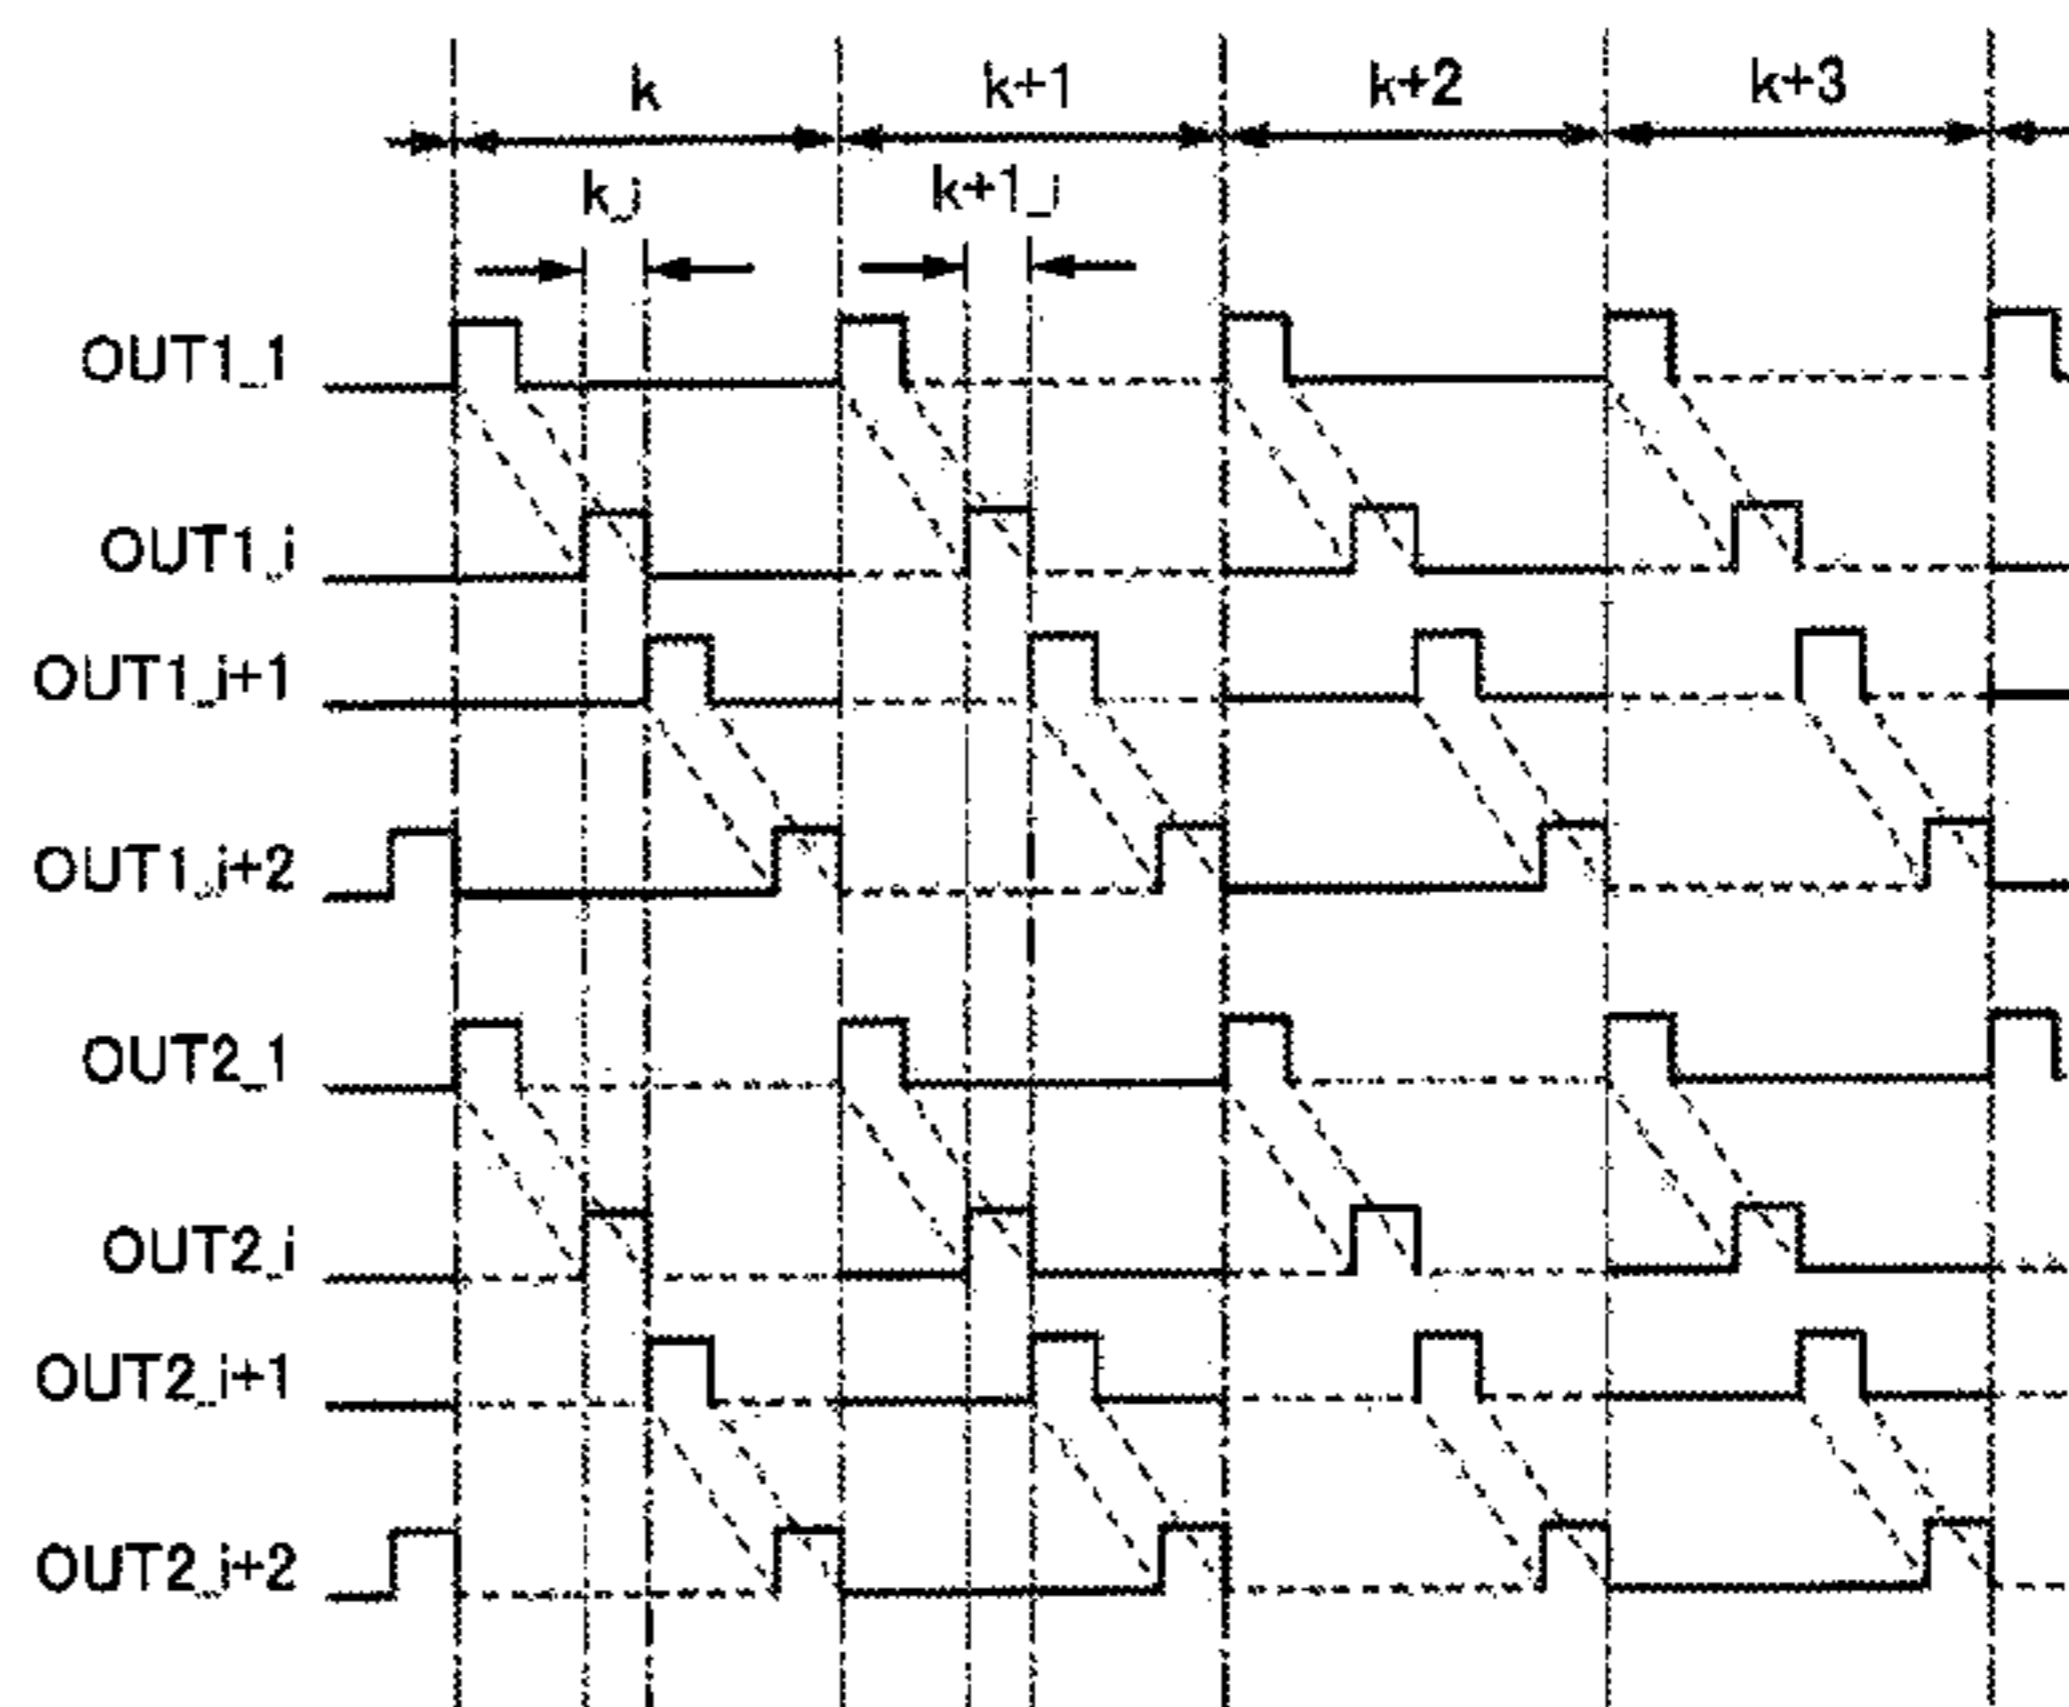 k k+1 k+2 k+3
k_i k+1_i
OUT1_1
OUT1_i
OUT1_i+1
OUT1_i+2
OUT2_1
OUT2_i
OUT2_i+1
OUT2_i+2